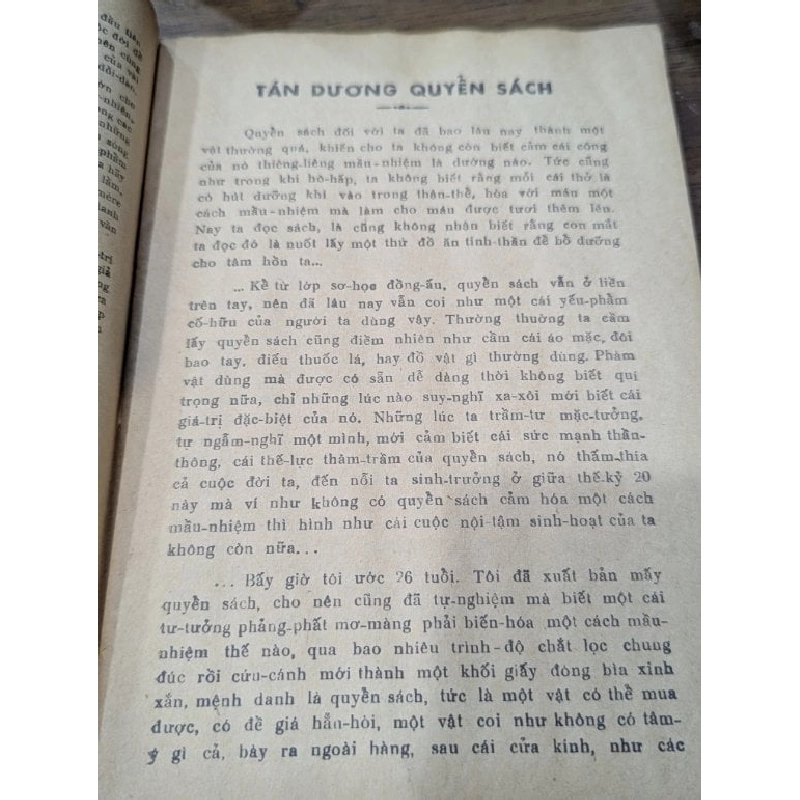 đầu tiên
TÁN DƯƠNG QUYỂN SÁCH
Quyển sách đối với ta đã bao lâu nay thành một
vật thường quá, khiến cho ta không còn biết cảm cái công
của nó thiêng-liêng mầu-nhiệm là dường nào. Tức cũng
như trong khi hô-hấp, ta không biết rằng mỗi cái thở là
có hút dưỡng khí vào trong thân-thể, hòa với máu một
cách mầu-nhiệm mà làm cho máu được tươi thêm lên.
Nay ta đọc sách, là cũng không nhận biết rằng con mắt
ta đọc đó là nuốt lấy một thứ đồ ăn tinh-thần để bồ dưỡng
cho tâm hồn ta...
... Kể từ lớp sơ-học đồng-ấu, quyển sách vẫn ở liền
trên tay, nên đã lâu nay vẫn coi như một cái yếu-phẩm
cố-hữu của người ta dùng vậy. Thường thường ta cầm
lấy quyển sách cũng điềm nhiên như cầm cái áo mặc, đôi
bao tay, điếu thuốc lá, hay đồ vật gì thường dùng. Phàm
vật dùng mà được có sẵn dễ dàng thời không biết quí
trọng nữa, chỉ những lúc nào suy-nghĩ xa-xôi mới biết cái
giá-trị đặc-biệt của nó. Những lúc ta trầm-tư mặc-tưởng,
tự ngẫm-nghĩ một mình, mới cảm biết cái sức mạnh thần-
thông, cái thế-lực thâm-trầm của quyển sách, nó thấm-thía
cả cuộc đời ta, đến nỗi ta sinh-trưởng ở giữa thế-kỷ 20
này mà ví như không có quyển sách cảm hóa một cách
mầu-nhiệm thì hình như cái cuộc nội-tậm sinh-hoạt của ta
không còn nữa...
... Bấy giờ tôi ước 26 tuổi. Tôi đã xuất bản mấy
quyển sách, cho nên cũng đã tự-nghiệm mà biết một cái
tư-tưởng phảng-phất mơ-màng phải biến-hóa một cách mầu-
nhiệm thế nào, qua bao nhiêu trình-độ chắt lọc chung
đúc rồi cứu-cánh mới thành một khối giấy đóng bìa xinh
xắn, mệnh danh là quyển sách, tức là một vật có thể mua
được, có đề giá hẳn-hòi, một vật coi như không có tâm-
ý gì cả, bày ra ngoài hàng, sau cái cửa kính, như các